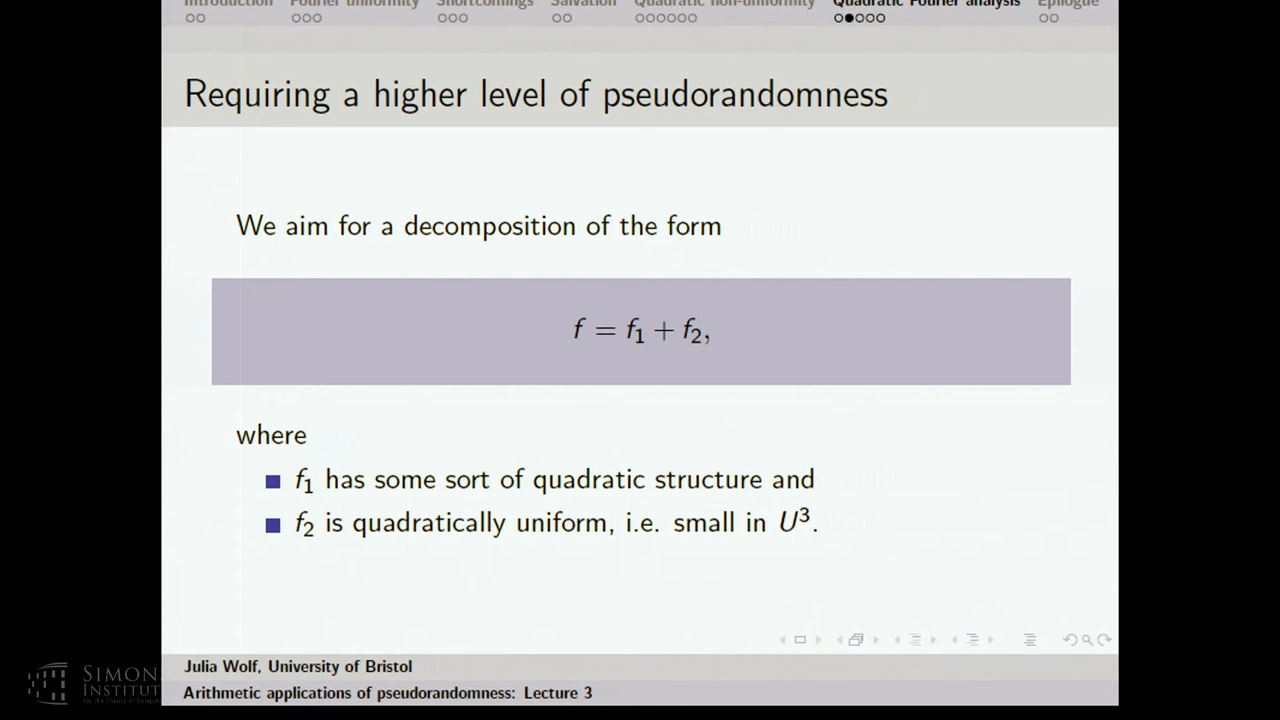 Introduction Fourier uniformity Shortcomings Salvation Quadratic non-uniformity Quadratic Fourier analysis Epilogue
Requiring a higher level of pseudorandomness
We aim for a decomposition of the form
f = f₁ + f₂,
where
f₁ has some sort of quadratic structure and
f₂ is quadratically uniform, i.e. small in U³.
Julia Wolf, University of Bristol
Arithmetic applications of pseudorandomness: Lecture 3
SIMONS
INSTITUT